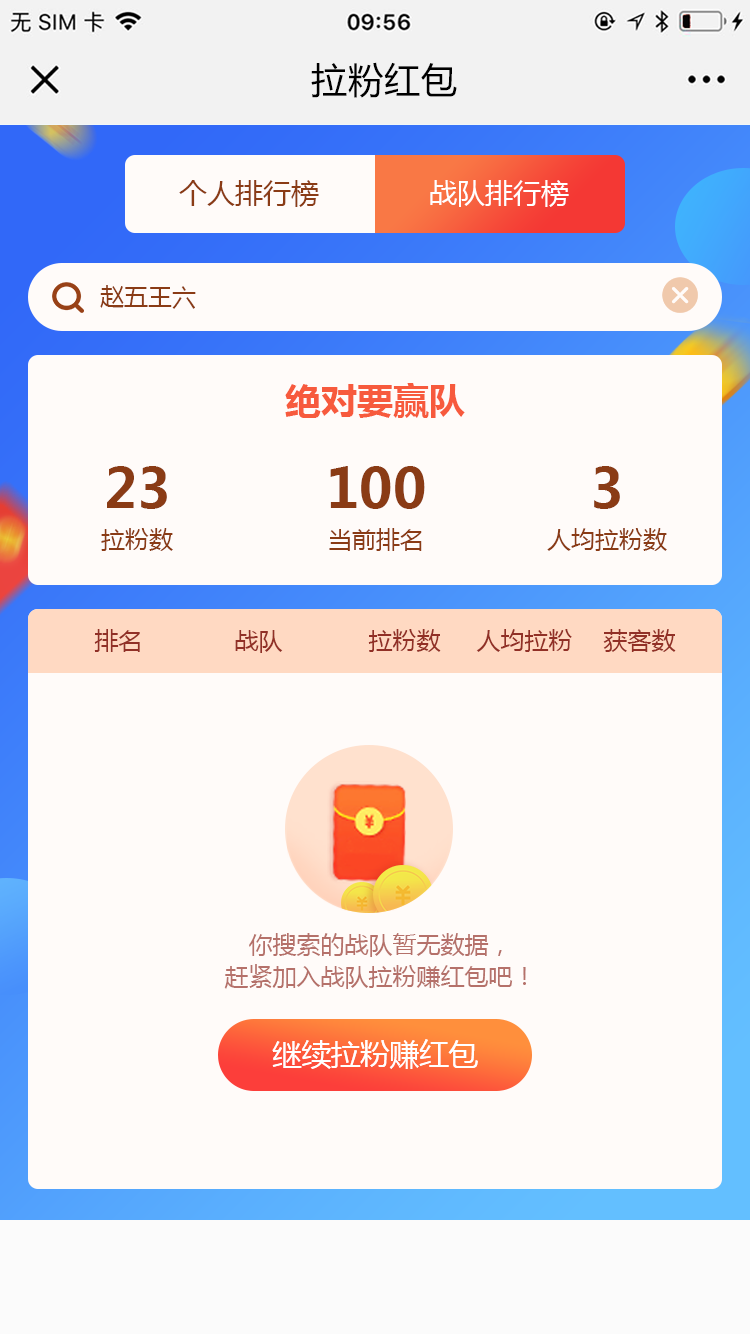 无 SIM 卡 09:56
拉粉红包
个人排行榜 战队排行榜
赵五王六
绝对要赢队
23 100 3
拉粉数 当前排名 人均拉粉数
排名 战队 拉粉数 人均拉粉 获客数
你搜索的战队暂无数据，
赶紧加入战队拉粉赚红包吧！
继续拉粉赚红包